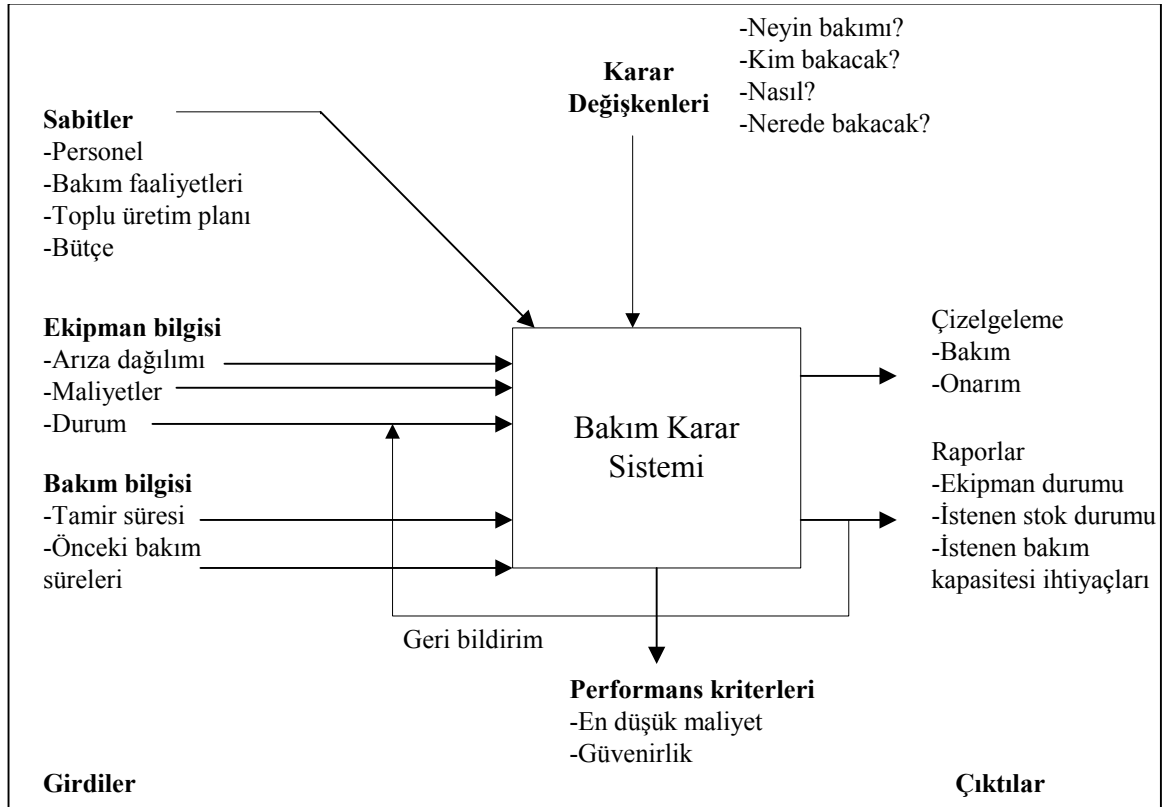 -Neyin bakımı?
-Kim bakacak?
-Nasıl?
-Nerede bakacak?
Karar
Değişkenleri
Sabitler
-Personel
-Bakım faaliyetleri
-Toplu üretim planı
-Bütçe
Ekipman bilgisi
-Arıza dağılımı
-Maliyetler
-Durum
Bakım bilgisi
-Tamir süresi
-Önceki bakım
süreleri
Bakım Karar
Sistemi
Çizelgeleme
-Bakım
-Onarım
Raporlar
-Ekipman durumu
-İstenen stok durumu
-İstenen bakım
kapasitesi ihtiyaçları
Geri bildirim
Performans kriterleri
-En düşük maliyet
-Güvenirlik
Girdiler
Çıktılar